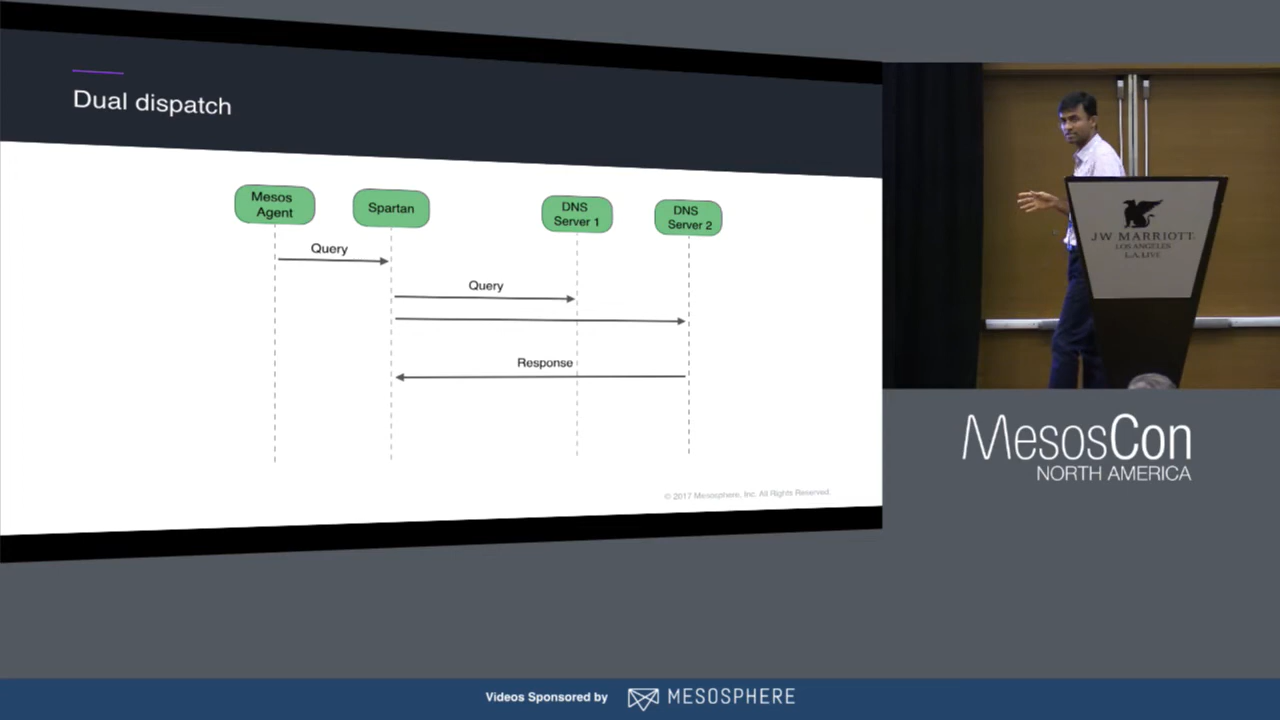 Dual dispatch
Mesos
Agent
Spartan
DNS
Server 1
DNS
Server 2
Query
Query
Response
© 2017 Mesosphere, Inc. All Rights Reserved.
JW MARRIOTT
LOS ANGELES
L.A. LIVE
MesosCon
NORTH AMERICA
Videos Sponsored by
MESOSPHERE